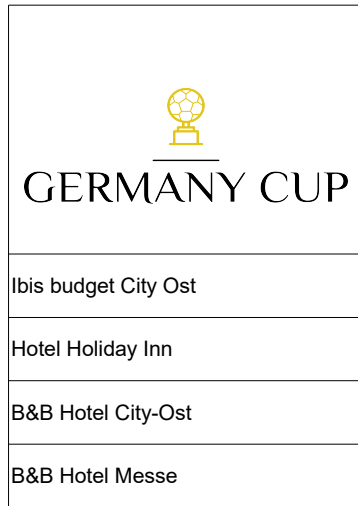 GERMANY CUP
Ibis budget City Ost
Hotel Holiday Inn
B&B Hotel City-Ost
B&B Hotel Messe